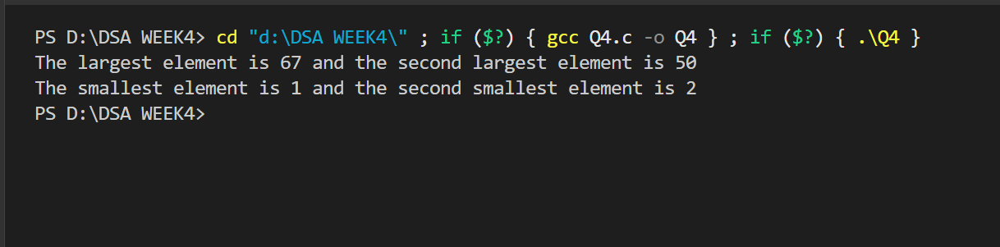 PS D:\DSA WEEK4> cd "d:\DSA WEEK4\" ; if ($?) { gcc Q4.c -o Q4 } ; if ($?) { .\Q4 }
The largest element is 67 and the second largest element is 50
The smallest element is 1 and the second smallest element is 2
PS D:\DSA WEEK4>